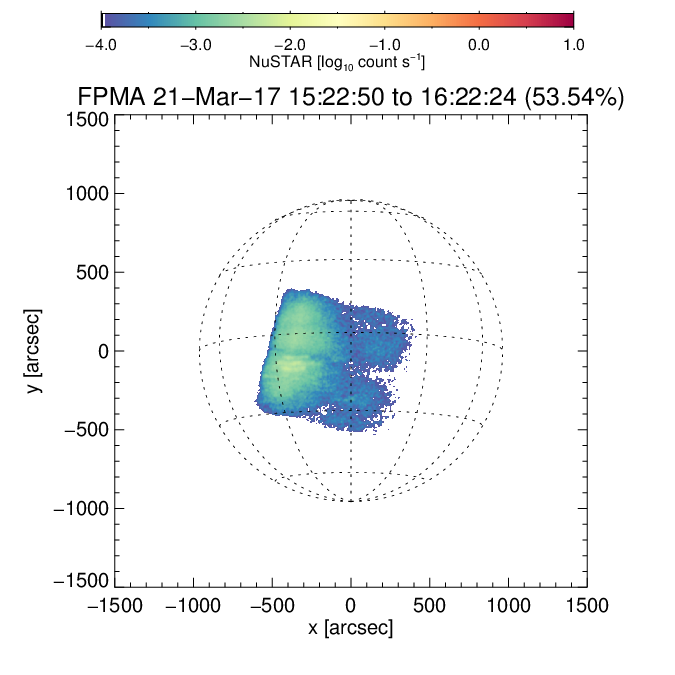 −4.0 −3.0 −2.0 −1.0 0.0 1.0
NuSTAR [log₁₀ count s⁻¹]
FPMA 21−Mar−17 15:22:50 to 16:22:24 (53.54%)
1500
1000
500
0
−500
−1000
−1500
y [arcsec]
−1500 −1000 −500 0 500 1000 1500
x [arcsec]